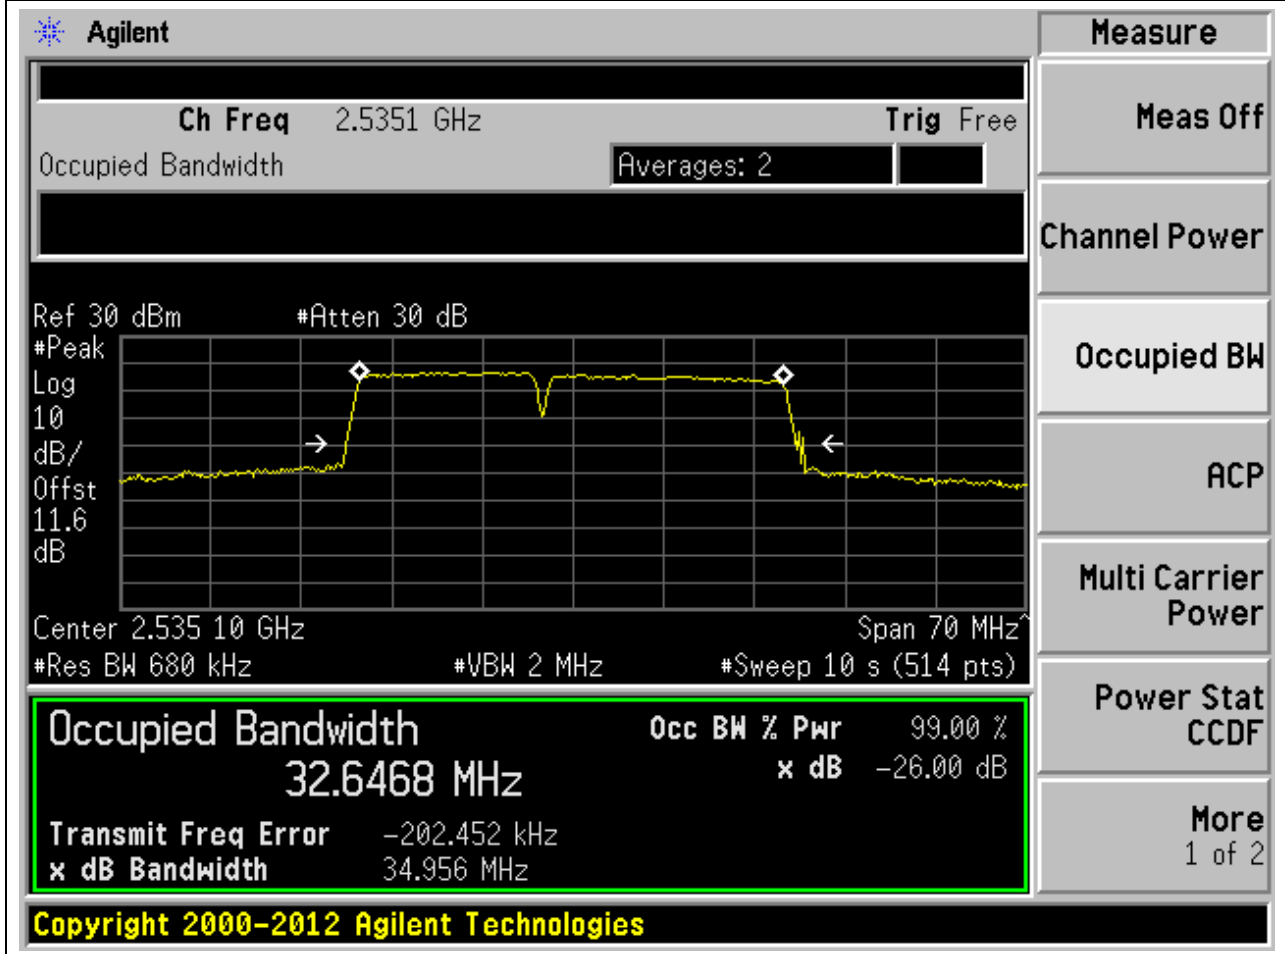 Agilent
Measure
Ch Freq 2.5351 GHz Trig Free
Occupied Bandwidth Averages: 2
Meas Off
Channel Power
Ref 30 dBm #Atten 30 dB
#Peak
Log
10
dB/
Offst
11.6
dB
Occupied BW
ACP
Center 2.535 10 GHz Span 70 MHz^
#Res BW 680 kHz #VBW 2 MHz #Sweep 10 s (514 pts)
Multi Carrier
Power
Occupied Bandwidth Occ BW % Pwr 99.00 %
32.6468 MHz x dB -26.00 dB
Transmit Freq Error -202.452 kHz
x dB Bandwidth 34.956 MHz
Power Stat
CCDF
More
1 of 2
Copyright 2000-2012 Agilent Technologies